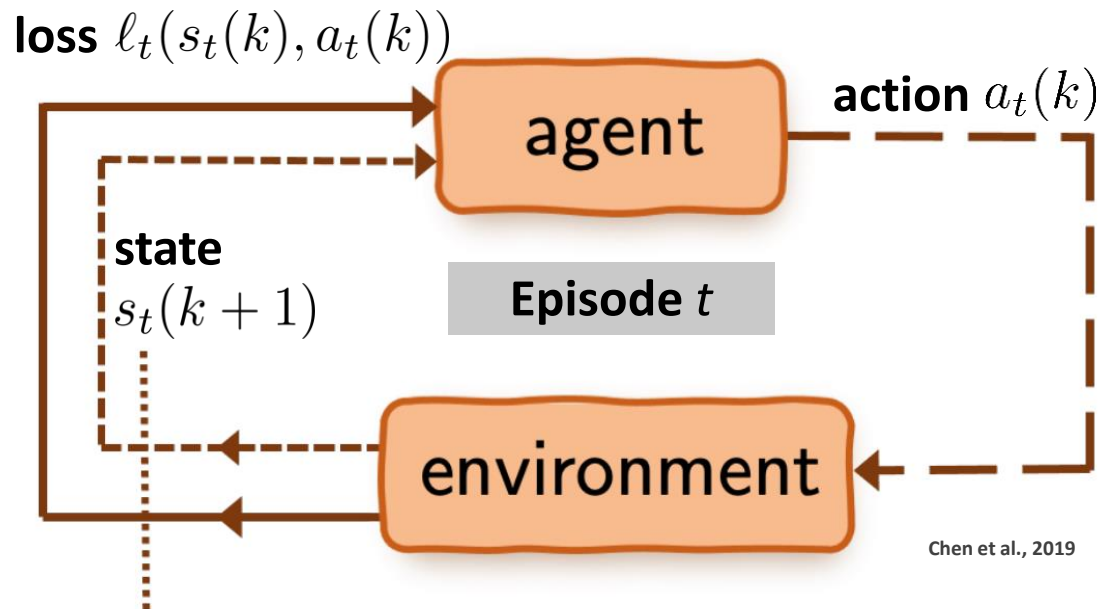 loss ℓ_t(s_t(k), a_t(k))
agent
action a_t(k)
state
s_t(k + 1)
Episode t
environment
Chen et al., 2019